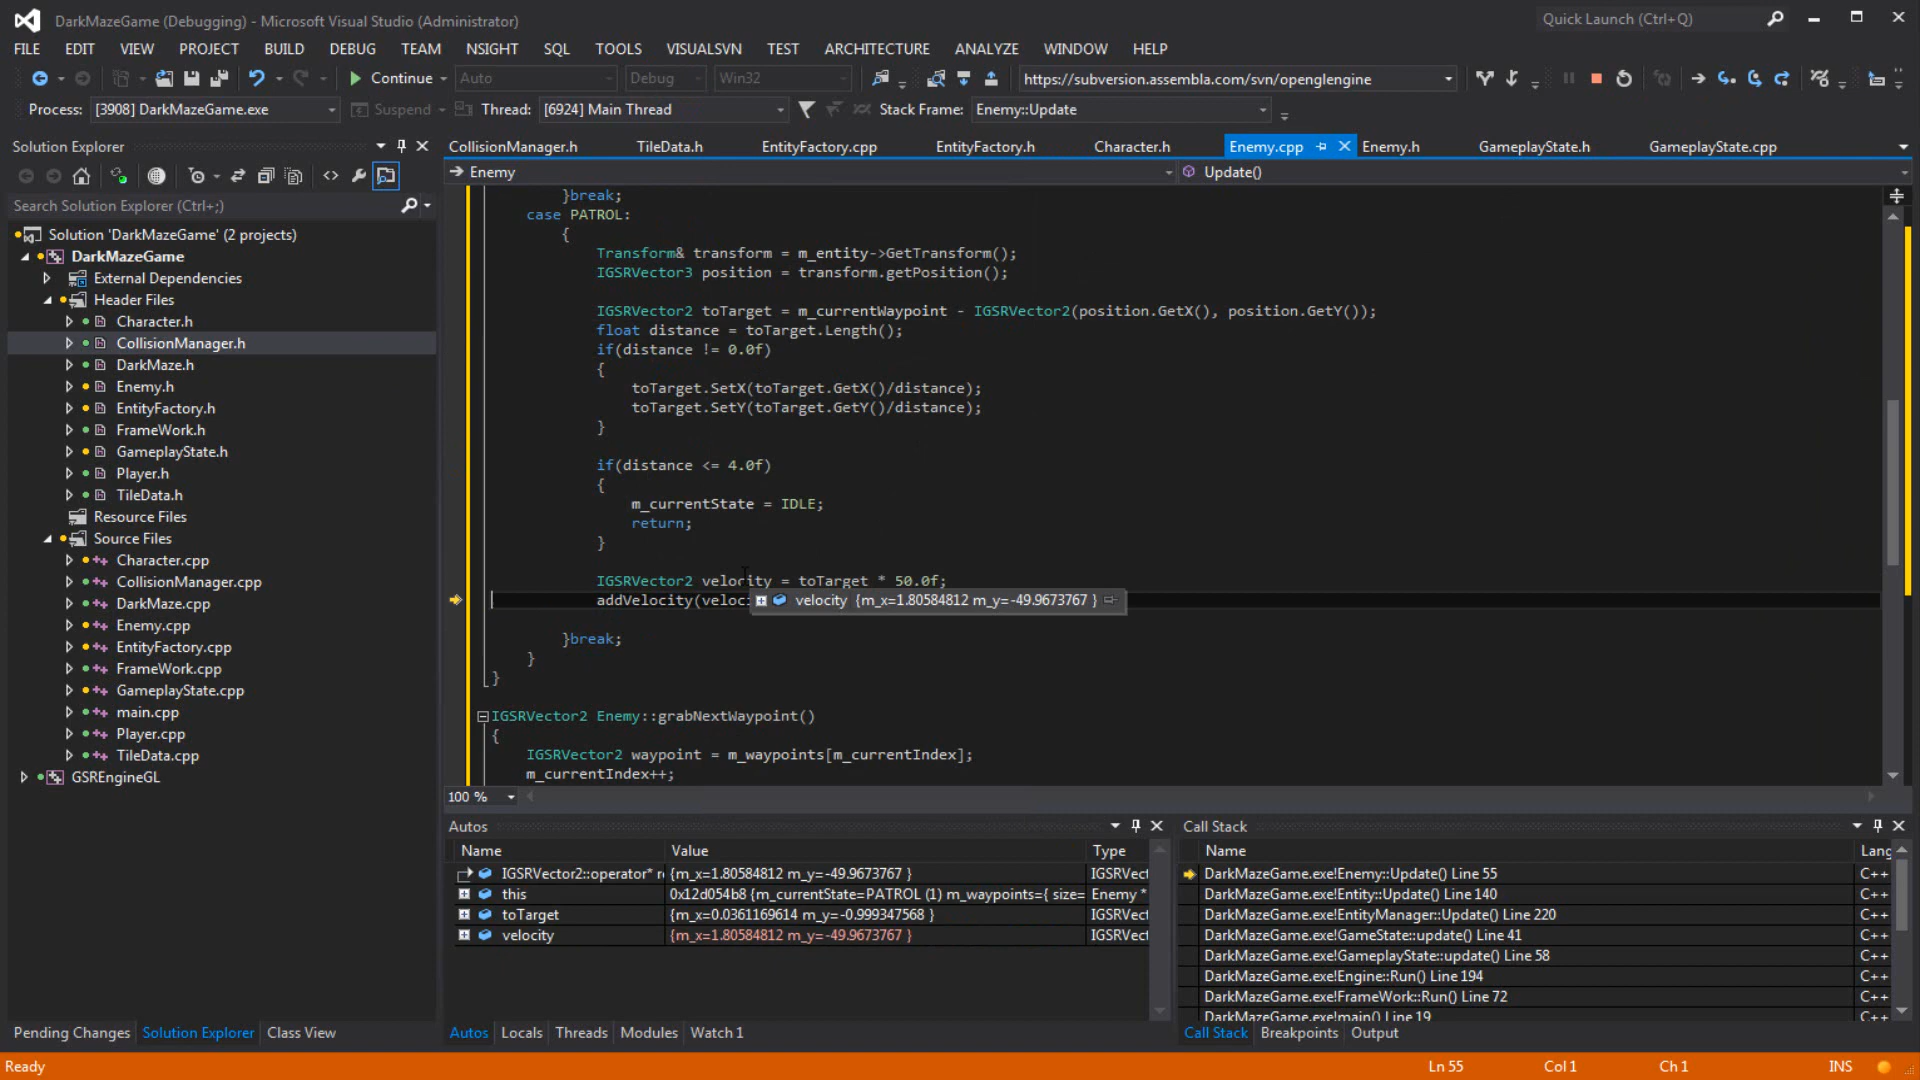 DarkMazeGame (Debugging) - Microsoft Visual Studio (Administrator)
Quick Launch (Ctrl+Q)
FILE EDIT VIEW PROJECT BUILD DEBUG TEAM NSIGHT SQL TOOLS VISUALSVN TEST ARCHITECTURE ANALYZE WINDOW HELP
Continue Auto Debug Win32 https://subversion.assembla.com/svn/openglengine
Process: [3908] DarkMazeGame.exe Suspend Thread: [6924] Main Thread Stack Frame: Enemy::Update
Solution Explorer
Search Solution Explorer (Ctrl+;)
Solution 'DarkMazeGame' (2 projects)
DarkMazeGame
External Dependencies
Header Files
Character.h
CollisionManager.h
DarkMaze.h
Enemy.h
EntityFactory.h
FrameWork.h
GameplayState.h
Player.h
TileData.h
Resource Files
Source Files
Character.cpp
CollisionManager.cpp
DarkMaze.cpp
Enemy.cpp
EntityFactory.cpp
FrameWork.cpp
GameplayState.cpp
main.cpp
Player.cpp
TileData.cpp
GSREngineGL
Pending Changes Solution Explorer Class View
CollisionManager.h TileData.h EntityFactory.cpp EntityFactory.h Character.h Enemy.cpp Enemy.h GameplayState.h GameplayState.cpp
Enemy Update()
}break;
case PATROL:
{
Transform& transform = m_entity->GetTransform();
IGSRVector3 position = transform.getPosition();
IGSRVector2 toTarget = m_currentWaypoint - IGSRVector2(position.GetX(), position.GetY());
float distance = toTarget.Length();
if(distance != 0.0f)
{
toTarget.SetX(toTarget.GetX()/distance);
toTarget.SetY(toTarget.GetY()/distance);
}
if(distance <= 4.0f)
{
m_currentState = IDLE;
return;
}
IGSRVector2 velocity = toTarget * 50.0f;
addVelocity(veloci velocity {m_x=1.80584812 m_y=-49.9673767 }
}break;
}
}
IGSRVector2 Enemy::grabNextWaypoint()
{
IGSRVector2 waypoint = m_waypoints[m_currentIndex];
m_currentIndex++;
100 %
Autos
Name Value Type
IGSRVector2::operator* re {m_x=1.80584812 m_y=-49.9673767 } IGSRVect
this 0x12d054b8 {m_currentState=PATROL (1) m_waypoints={ size= Enemy *
toTarget {m_x=0.0361169614 m_y=-0.999347568 } IGSRVect
velocity {m_x=1.80584812 m_y=-49.9673767 } IGSRVect
Autos Locals Threads Modules Watch 1
Call Stack
Name Lang
DarkMazeGame.exe!Enemy::Update() Line 55 C++
DarkMazeGame.exe!Entity::Update() Line 140 C++
DarkMazeGame.exe!EntityManager::Update() Line 220 C++
DarkMazeGame.exe!GameState::update() Line 41 C++
DarkMazeGame.exe!GameplayState::update() Line 58 C++
DarkMazeGame.exe!Engine::Run() Line 194 C++
DarkMazeGame.exe!FrameWork::Run() Line 72 C++
DarkMazeGame.exe!main() Line 19 C++
Call Stack Breakpoints Output
Ready Ln 55 Col 1 Ch 1 INS